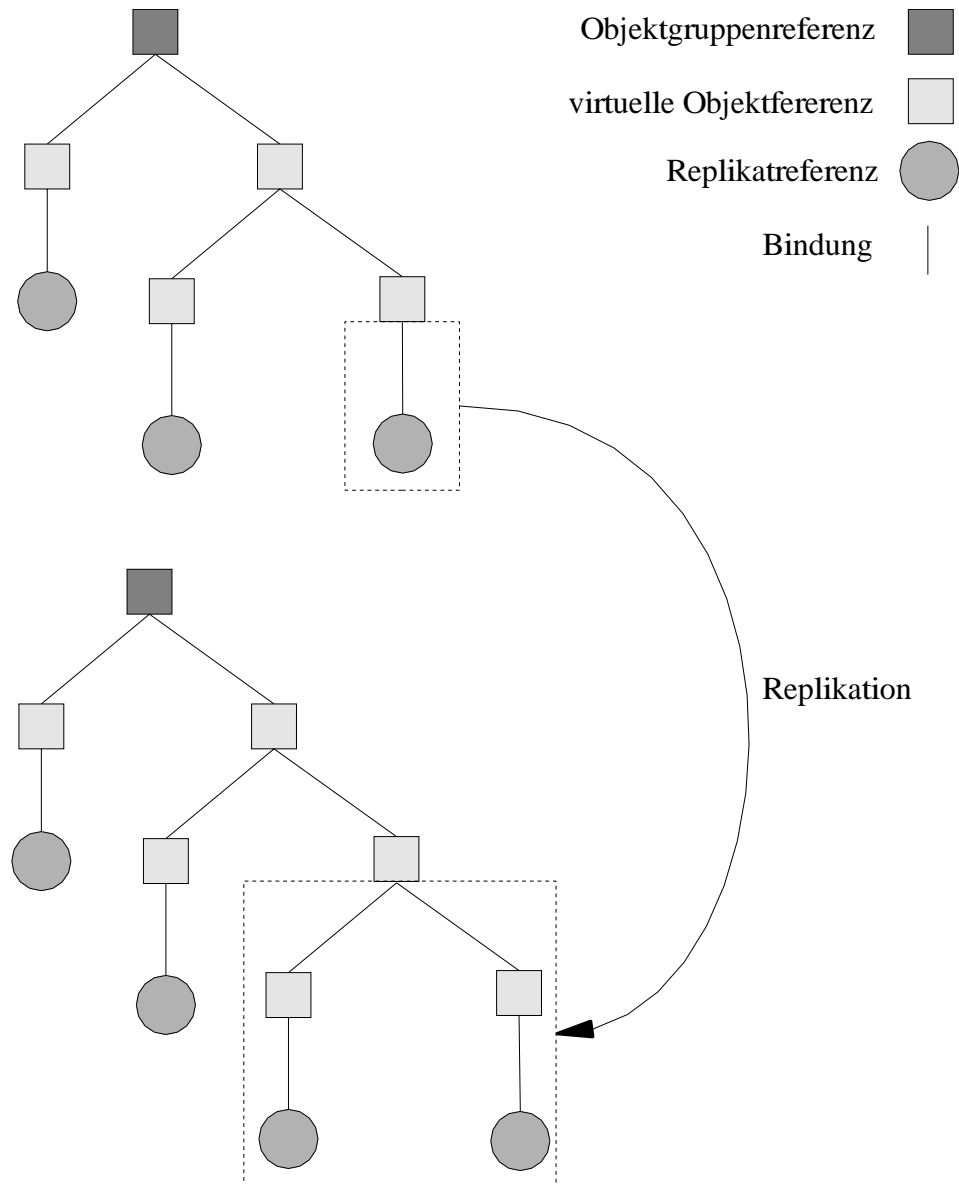 Objektgruppenreferenz
virtuelle Objektfererenz
Replikatreferenz
Bindung
Replikation